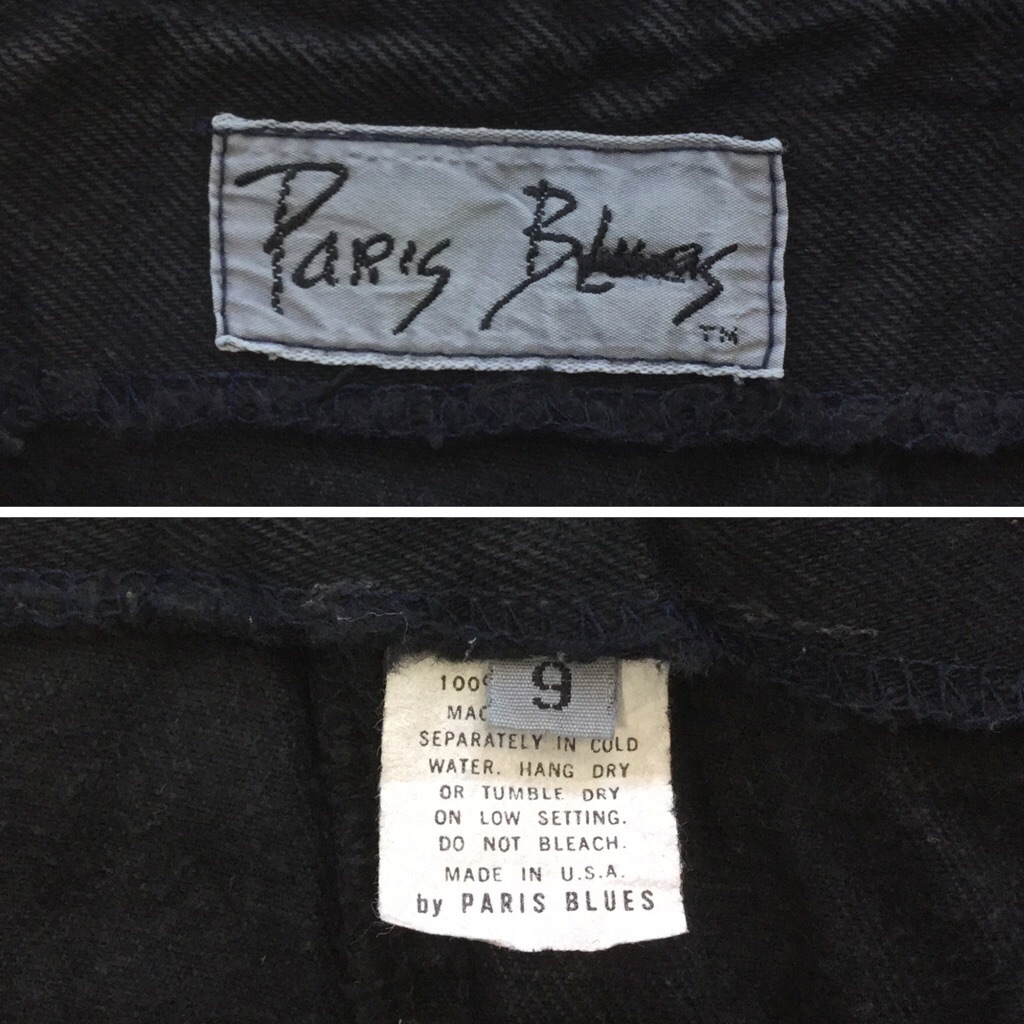 Paris Blues
TM
9
100%
SEPARATELY IN COLD
WATER. HANG DRY
OR TUMBLE DRY
ON LOW SETTING.
DO NOT BLEACH.
MADE IN U.S.A.
by PARIS BLUES